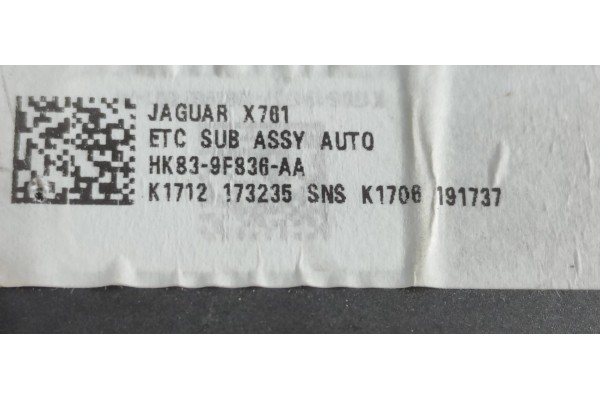 JAGUAR X761
ETC SUB ASSY AUTO
HK83-9F836-AA
K1712 173235 SNS K1706 191737